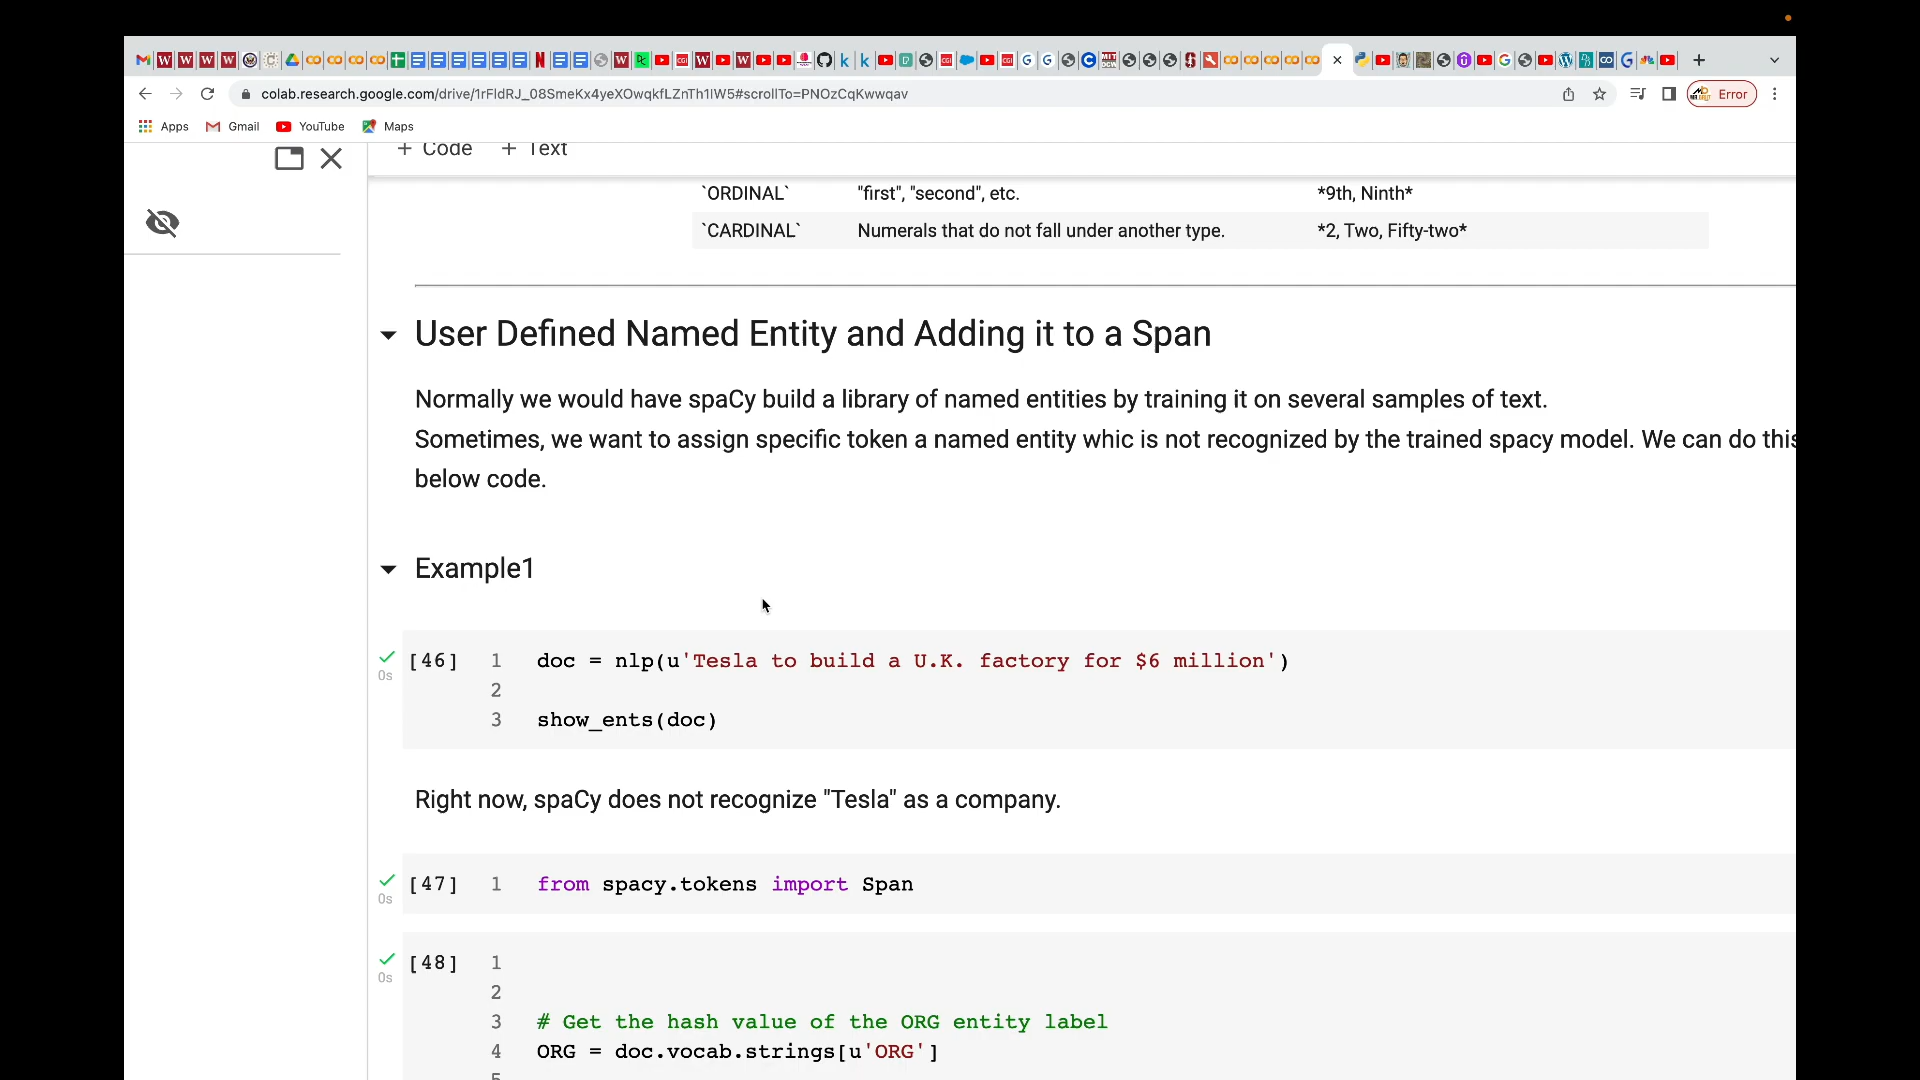 colab.research.google.com/drive/1rFldRJ_08SmeKx4yeXOwqkfLZnTh1lW5#scrollTo=PNOzCqKwwqav
Error
Apps Gmail YouTube Maps
+ Code + Text
`ORDINAL` "first", "second", etc. *9th, Ninth*
`CARDINAL` Numerals that do not fall under another type. *2, Two, Fifty-two*
User Defined Named Entity and Adding it to a Span
Normally we would have spaCy build a library of named entities by training it on several samples of text.
Sometimes, we want to assign specific token a named entity whic is not recognized by the trained spacy model. We can do this
below code.
Example1
[46] 1 doc = nlp(u'Tesla to build a U.K. factory for $6 million')
0s
2
3 show_ents(doc)
Right now, spaCy does not recognize "Tesla" as a company.
[47] 1 from spacy.tokens import Span
0s
[48] 1
0s
2
3 # Get the hash value of the ORG entity label
4 ORG = doc.vocab.strings[u'ORG']
5